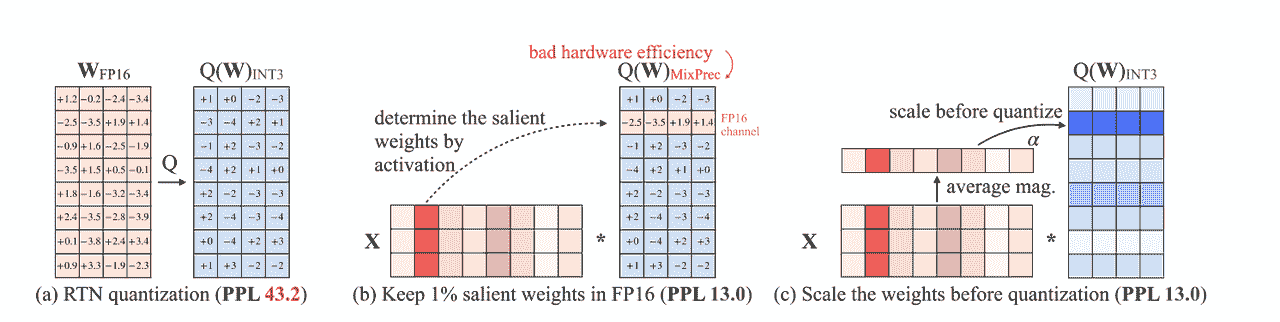 bad hardware efficiency
W_FP16
Q(W)_INT3
Q(W)_MixPrec
Q(W)_INT3
+1.2 −0.2 −2.4 −3.4
−2.5 −3.5 +1.9 +1.4
−0.9 +1.6 −2.5 −1.9
−3.5 +1.5 +0.5 −0.1
+1.8 −1.6 −3.2 −3.4
+2.4 −3.5 −2.8 −3.9
+0.1 −3.8 +2.4 +3.4
+0.9 +3.3 −1.9 −2.3
Q
+1 +0 −2 −3
−3 −4 +2 +1
−1 +2 −3 −2
−4 +2 +1 +0
+2 −2 −3 −3
+2 −4 −3 −4
+0 −4 +2 +3
+1 +3 −2 −2
(a) RTN quantization (PPL 43.2)
determine the salient
weights by
activation
X
*
+1 +0 −2 −3
−2.5 −3.5 +1.9 +1.4
FP16
channel
−1 +2 −3 −2
−4 +2 +1 +0
+2 −2 −3 −3
+2 −4 −3 −4
+0 −4 +2 +3
+1 +3 −2 −2
(b) Keep 1% salient weights in FP16 (PPL 13.0)
scale before quantize
α
average mag.
X
*
(c) Scale the weights before quantization (PPL 13.0)